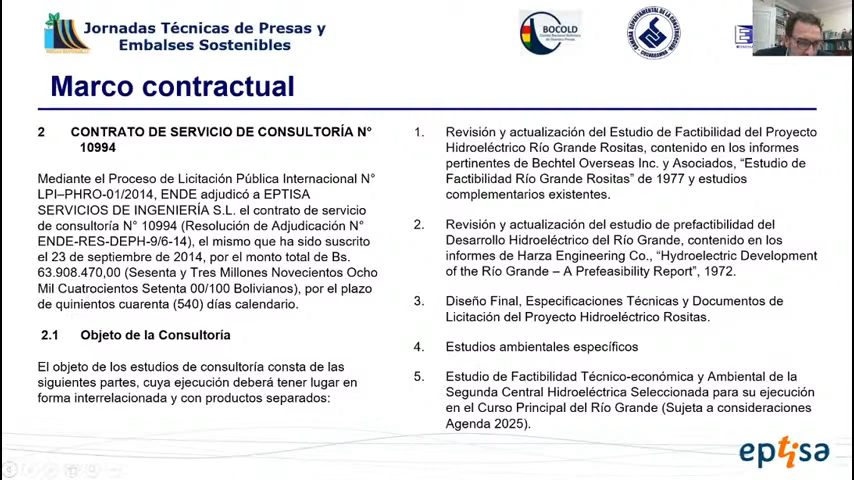 Jornadas Técnicas de Presas y
Embalses Sostenibles
BOCOLD
Marco contractual
2 CONTRATO DE SERVICIO DE CONSULTORÍA N°
10994
Mediante el Proceso de Licitación Pública Internacional N°
LPI–PHRO-01/2014, ENDE adjudicó a EPTISA
SERVICIOS DE INGENIERÍA S.L. el contrato de servicio
de consultoría N° 10994 (Resolución de Adjudicación N°
ENDE-RES-DEPH-9/6-14), el mismo que ha sido suscrito
el 23 de septiembre de 2014, por el monto total de Bs.
63.908.470,00 (Sesenta y Tres Millones Novecientos Ocho
Mil Cuatrocientos Setenta 00/100 Bolivianos), por el plazo
de quinientos cuarenta (540) días calendario.
2.1 Objeto de la Consultoría
El objeto de los estudios de consultoría consta de las
siguientes partes, cuya ejecución deberá tener lugar en
forma interrelacionada y con productos separados:
1. Revisión y actualización del Estudio de Factibilidad del Proyecto
Hidroeléctrico Río Grande Rositas, contenido en los informes
pertinentes de Bechtel Overseas Inc. y Asociados, “Estudio de
Factibilidad Río Grande Rositas” de 1977 y estudios
complementarios existentes.
2. Revisión y actualización del estudio de prefactibilidad del
Desarrollo Hidroeléctrico del Río Grande, contenido en los
informes de Harza Engineering Co., “Hydroelectric Development
of the Río Grande – A Prefeasibility Report”, 1972.
3. Diseño Final, Especificaciones Técnicas y Documentos de
Licitación del Proyecto Hidroeléctrico Rositas.
4. Estudios ambientales específicos
5. Estudio de Factibilidad Técnico-económica y Ambiental de la
Segunda Central Hidroeléctrica Seleccionada para su ejecución
en el Curso Principal del Río Grande (Sujeta a consideraciones
Agenda 2025).
eptisa